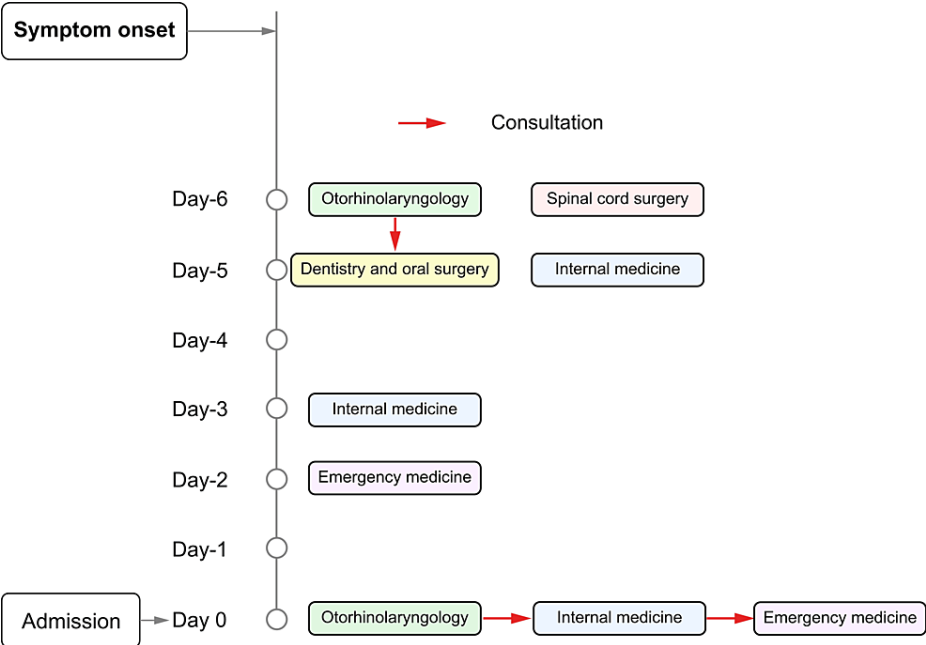 Symptom onset
Consultation
Day-6
Otorhinolaryngology
Spinal cord surgery
Day-5
Dentistry and oral surgery
Internal medicine
Day-4
Day-3
Internal medicine
Day-2
Emergency medicine
Day-1
Admission
Day 0
Otorhinolaryngology
Internal medicine
Emergency medicine